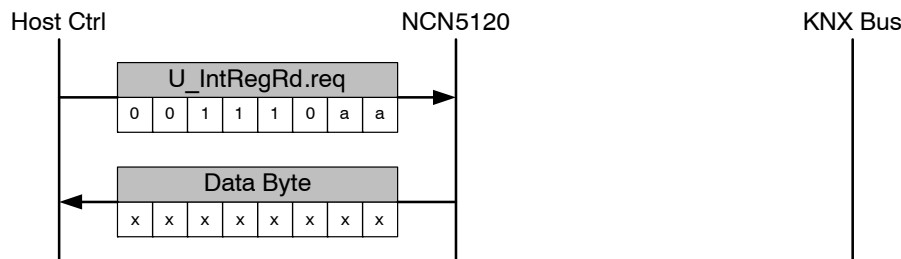 Host Ctrl NCN5120 KNX Bus
U_IntRegRd.req
0 0 1 1 1 0 a a
Data Byte
x x x x x x x x